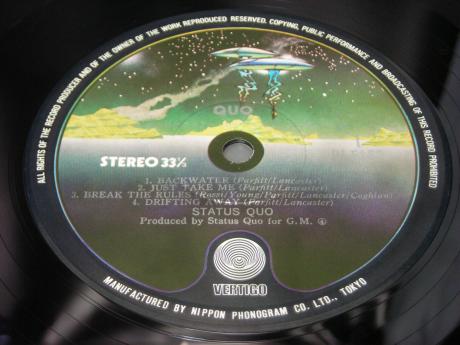 ALL RIGHTS OF THE RECORD PRODUCER AND OF THE OWNER OF THE WORK REPRODUCED RESERVED. COPYING, PUBLIC PERFORMANCE AND BROADCASTING OF THIS RECORD PROHIBITED
QUO
STEREO 33⅓
1. BACKWATER (Parfitt/Lancaster)
2. JUST TAKE ME (Parfitt/Lancaster)
3. BREAK THE RULES (Rossi/Young/Parfitt/Lancaster/Coghlan)
4. DRIFTING AWAY (Parfitt/Lancaster)
STATUS QUO
Produced by Status Quo for G.M.
VERTIGO
MANUFACTURED BY NIPPON PHONOGRAM CO. LTD., TOKYO